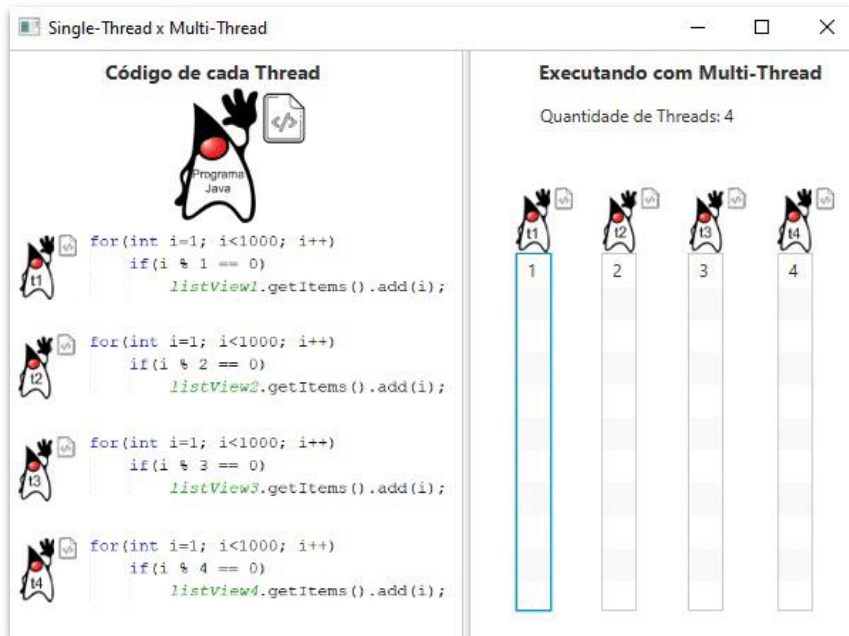 Single-Thread x Multi-Thread
Código de cada Thread
</>
Programa
Java
t1
</>
for(int i=1; i<1000; i++)
if(i % 1 == 0)
listView1.getItems().add(i);
t2
</>
for(int i=1; i<1000; i++)
if(i % 2 == 0)
listView2.getItems().add(i);
t3
</>
for(int i=1; i<1000; i++)
if(i % 3 == 0)
listView3.getItems().add(i);
t4
</>
for(int i=1; i<1000; i++)
if(i % 4 == 0)
listView4.getItems().add(i);
Executando com Multi-Thread
Quantidade de Threads: 4
t1 </> t2 </> t3 </> t4 </>
1 2 3 4